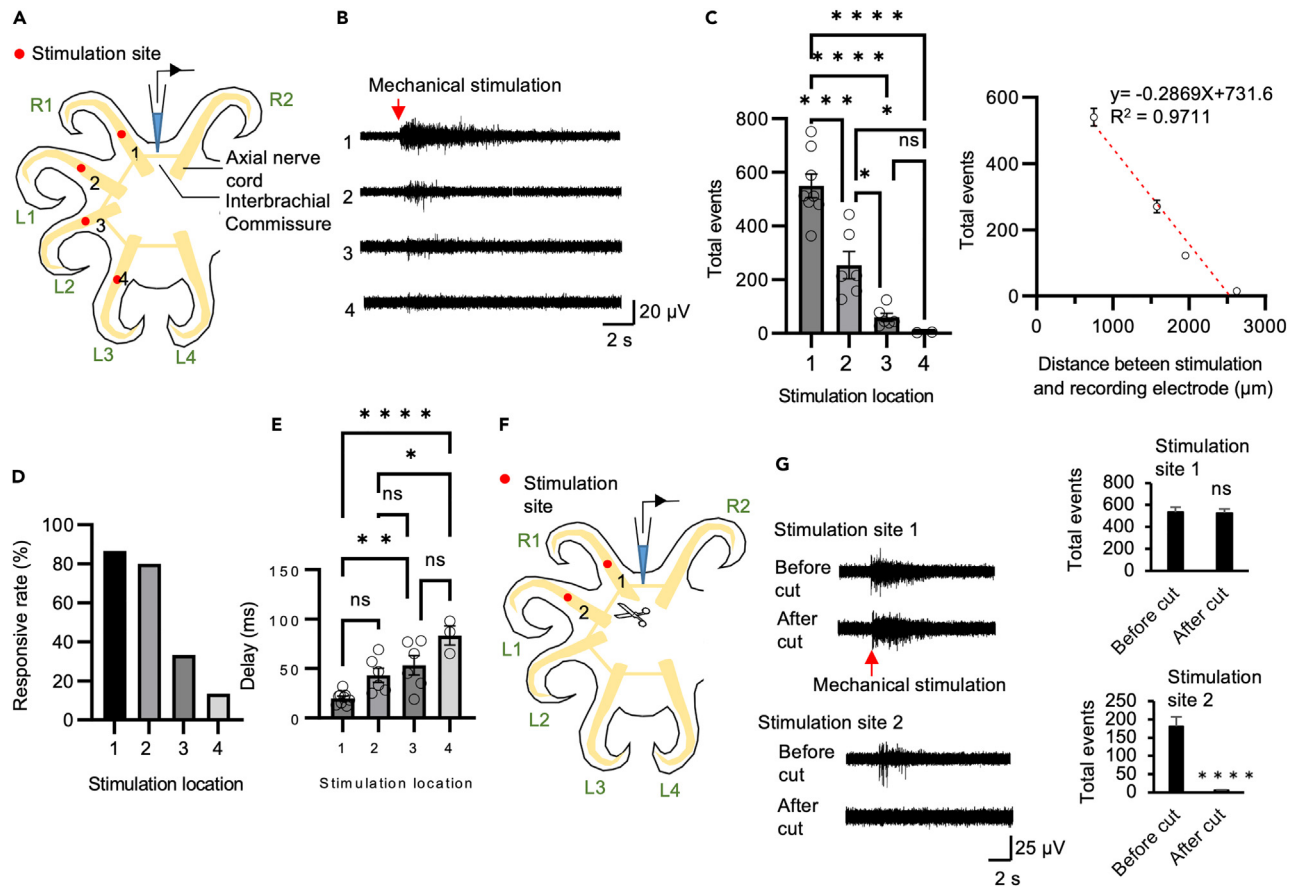 A
Stimulation site
R1
R2
1
Axial nerve
cord
2
Interbrachial
Commissure
L1
3
L2
4
L3
L4
B
Mechanical stimulation
1
2
3
4
20 µV
2 s
C
* * * *
* * * *
* * *
*
ns
*
800
600
400
200
0
Total events
1 2 3 4
Stimulation location
y= -0.2869X+731.6
R² = 0.9711
600
400
200
0
Total events
0 1000 2000 3000
Distance beteen stimulation
and recording electrode (µm)
D
100
80
60
40
20
0
Responsive rate (%)
1 2 3 4
Stimulation location
E
* * * *
*
ns
* *
ns
ns
150
100
50
0
Delay (ms)
1 2 3 4
Stimulation location
F
Stimulation
site
R1
R2
1
2
L1
L2
L3
L4
G
Stimulation site 1
Before
cut
After
cut
Mechanical stimulation
Stimulation site 2
Before
cut
After
cut
25 µV
2 s
Stimulation
site 1
800
600
400
200
0
ns
Total events
Before cut
After cut
Stimulation
site 2
250
200
150
100
50
0
* * * *
Total events
Before cut
After cut